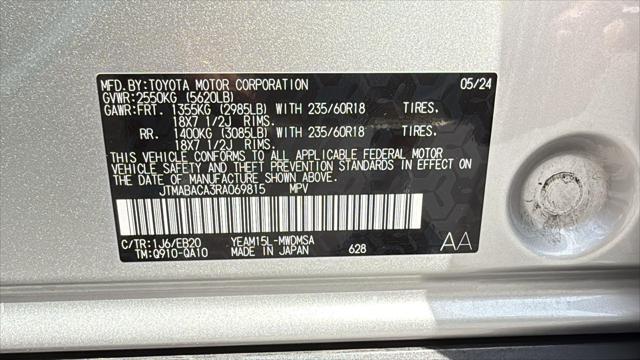 MFD.BY:TOYOTA MOTOR CORPORATION 05/24
GVWR:2550KG (5620LB)
GAWR:FRT. 1355KG (2985LB) WITH 235/60R18 TIRES.
18X7 1/2J RIMS.
RR. 1400KG (3085LB) WITH 235/60R18 TIRES.
18X7 1/2J RIMS.
THIS VEHICLE CONFORMS TO ALL APPLICABLE FEDERAL MOTOR
VEHICLE SAFETY AND THEFT PREVENTION STANDARDS IN EFFECT ON
THE DATE OF MANUFACTURE SHOWN ABOVE.
JTMABACA3RA069815 MPV
C/TR:1J6/EB20 YEAM15L-MWDMSA
TM:Q910-QA10 MADE IN JAPAN 628 AA